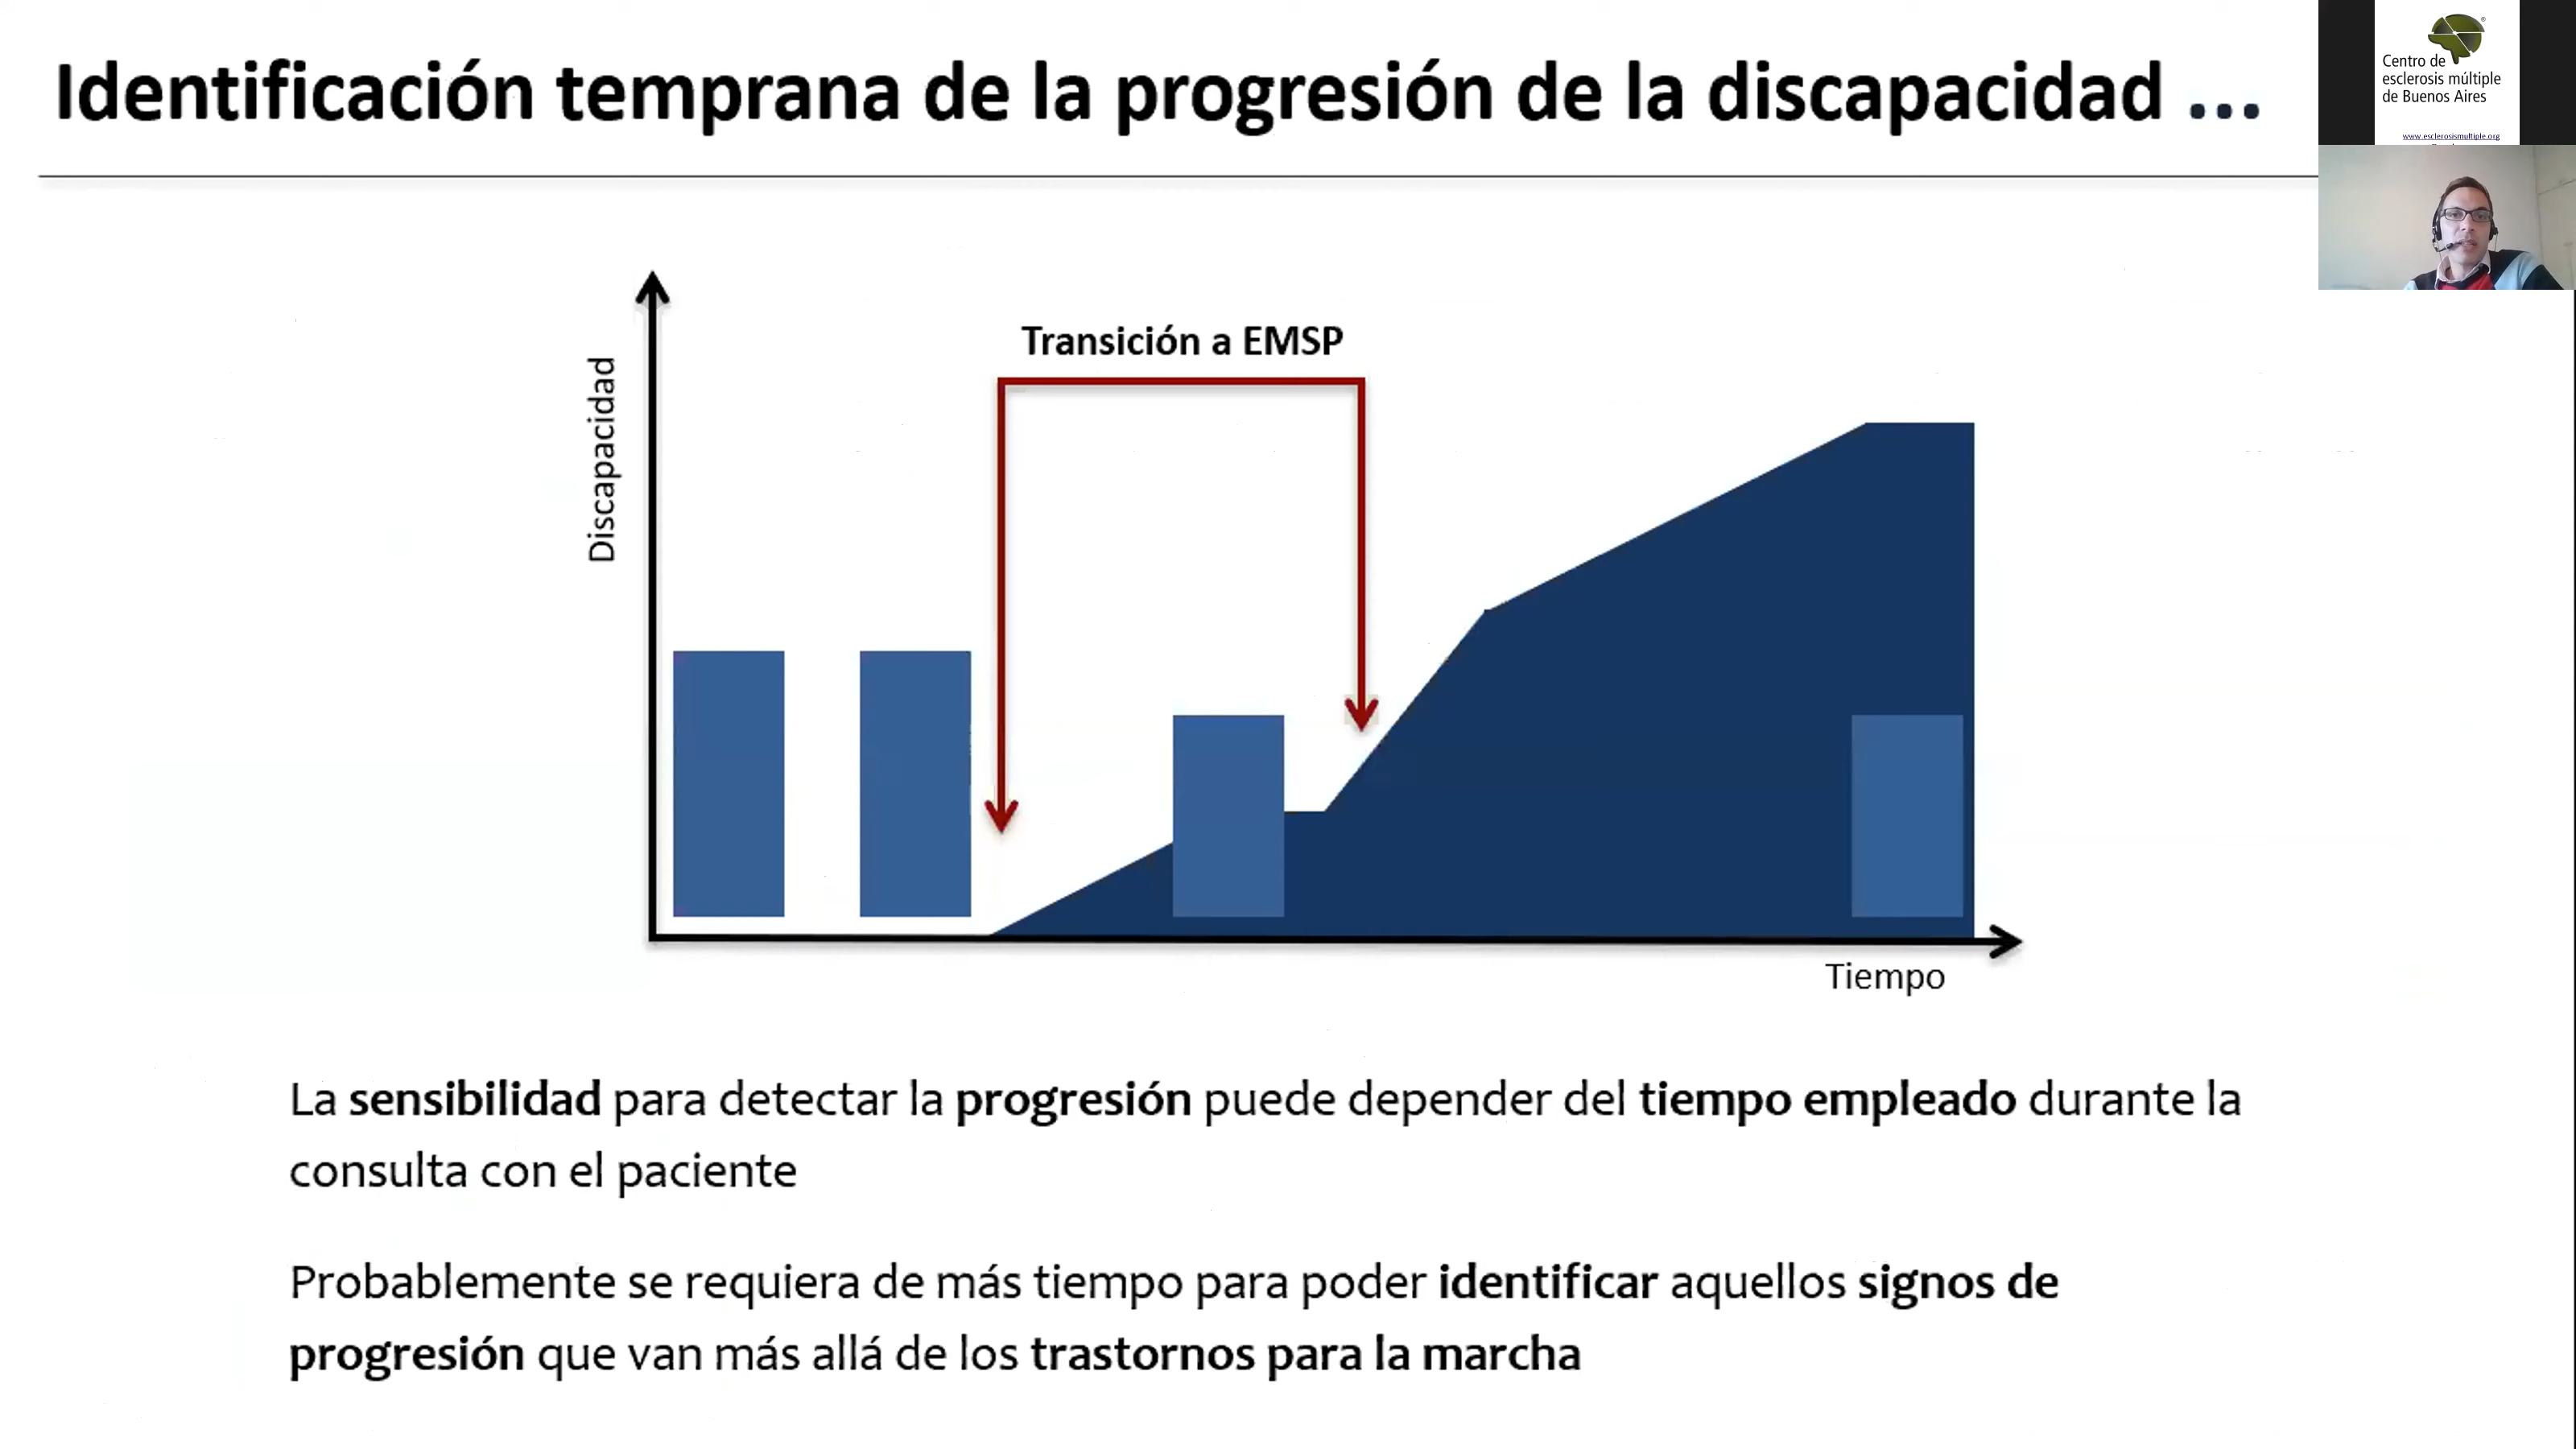 Identificación temprana de la progresión de la discapacidad ...
Centro de
esclerosis múltiple
de Buenos Aires
www.esclerosismultiple.org
Transición a EMSP
Discapacidad
Tiempo
La sensibilidad para detectar la progresión puede depender del tiempo empleado durante la
consulta con el paciente
Probablemente se requiera de más tiempo para poder identificar aquellos signos de
progresión que van más allá de los trastornos para la marcha